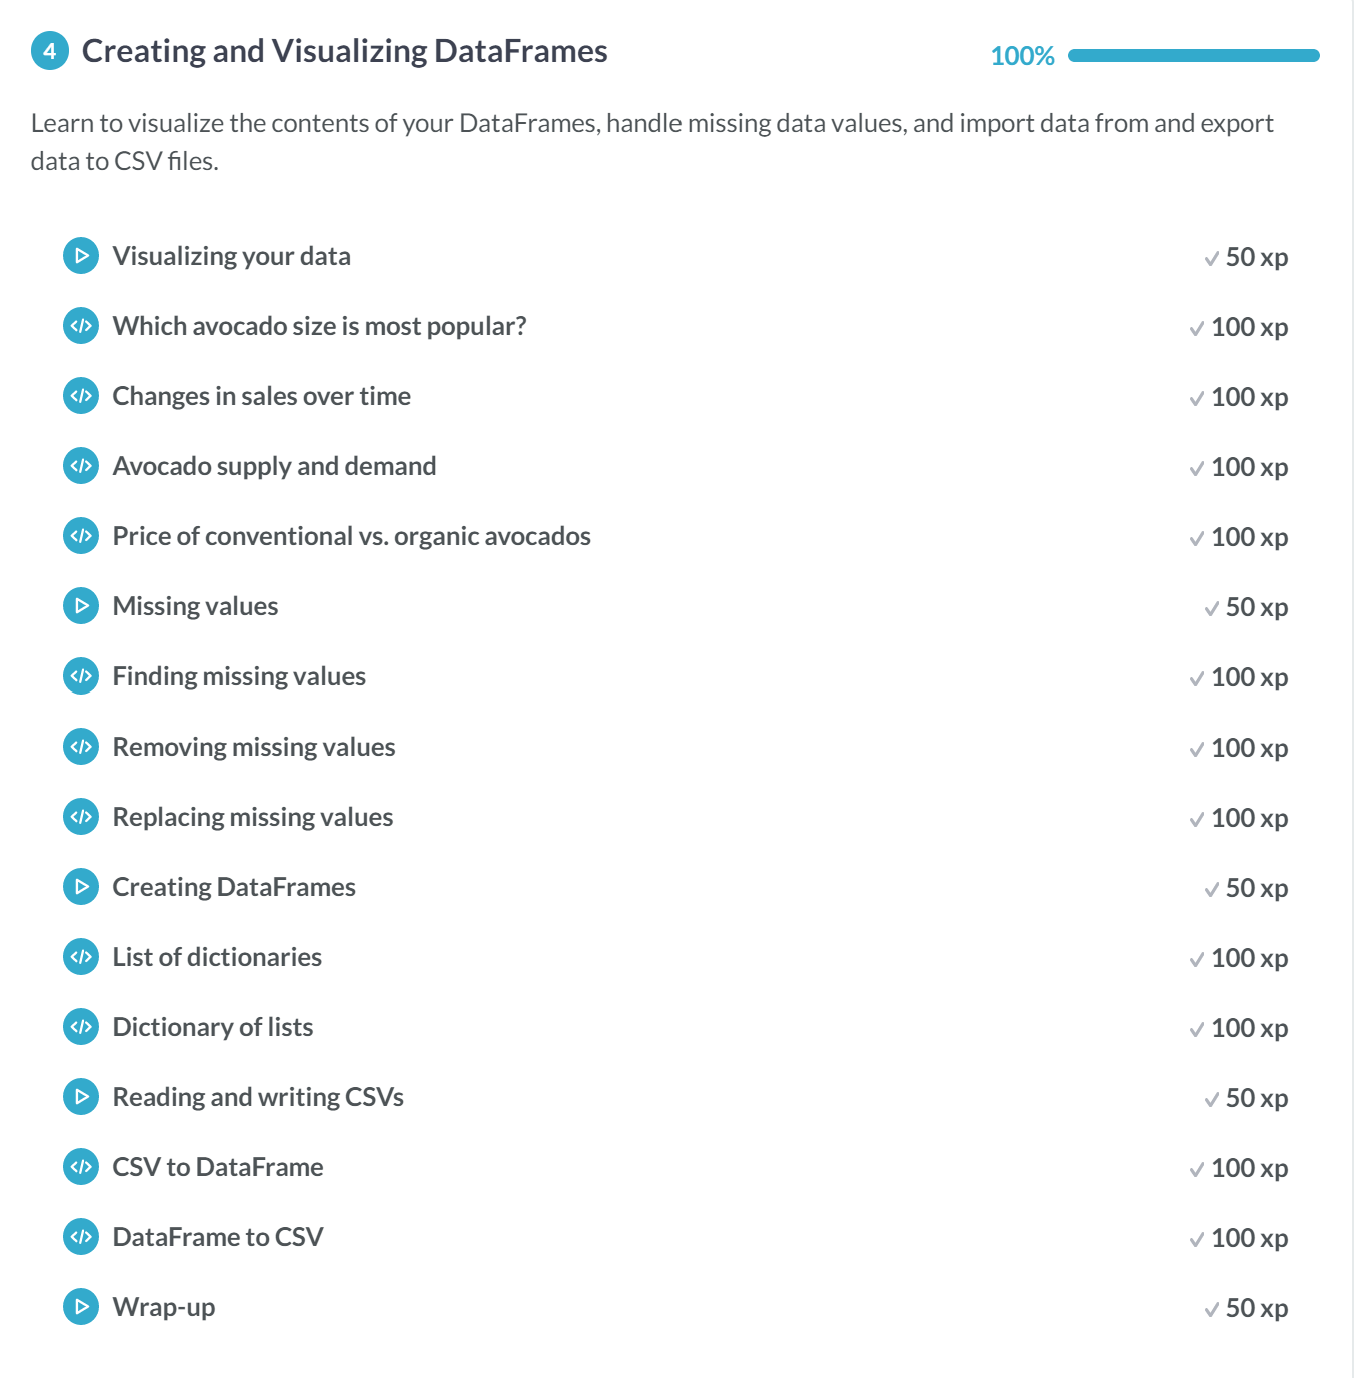 4 Creating and Visualizing DataFrames 100%
Learn to visualize the contents of your DataFrames, handle missing data values, and import data from and export
data to CSV files.
Visualizing your data 50 xp
Which avocado size is most popular? 100 xp
Changes in sales over time 100 xp
Avocado supply and demand 100 xp
Price of conventional vs. organic avocados 100 xp
Missing values 50 xp
Finding missing values 100 xp
Removing missing values 100 xp
Replacing missing values 100 xp
Creating DataFrames 50 xp
List of dictionaries 100 xp
Dictionary of lists 100 xp
Reading and writing CSVs 50 xp
CSV to DataFrame 100 xp
DataFrame to CSV 100 xp
Wrap-up 50 xp